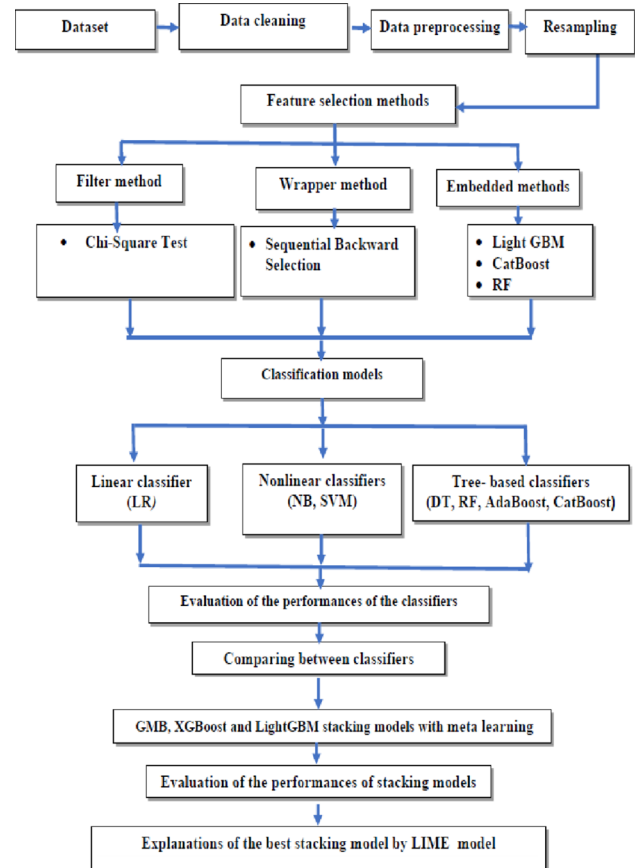 Dataset
Data cleaning
Data preprocessing
Resampling
Feature selection methods
Filter method
Wrapper method
Embedded methods
• Chi-Square Test
• Sequential Backward
Selection
• Light GBM
• CatBoost
• RF
Classification models
Linear classifier
(LR)
Nonlinear classifiers
(NB, SVM)
Tree- based classifiers
(DT, RF, AdaBoost, CatBoost)
Evaluation of the performances of the classifiers
Comparing between classifiers
GMB, XGBoost and LightGBM stacking models with meta learning
Evaluation of the performances of stacking models
Explanations of the best stacking model by LIME model